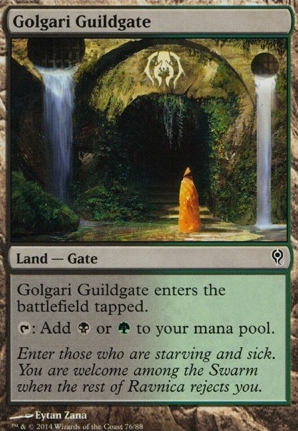 Golgari Guildgate
Land — Gate
Golgari Guildgate enters the
battlefield tapped.
: Add or to your mana pool.
Enter those who are starving and sick.
You are welcome among the Swarm
when the rest of Ravnica rejects you.
Eytan Zana
™ & © 2014 Wizards of the Coast 76/88